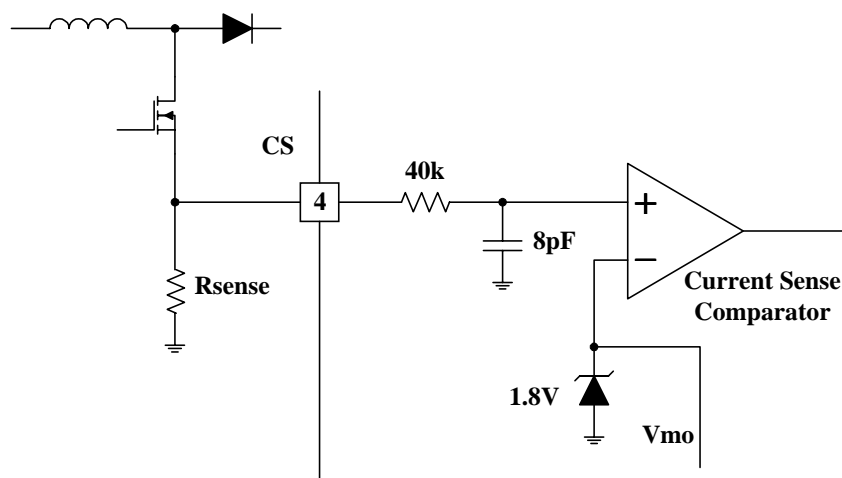 CS
40k
4
+
8pF
−
Rsense
Current Sense
Comparator
1.8V
Vmo